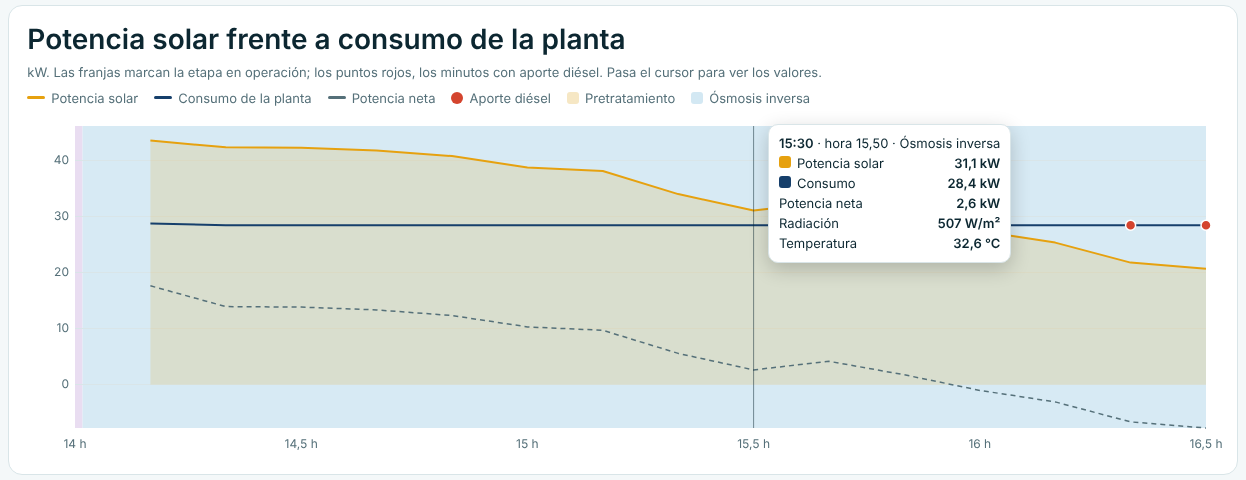 Potencia solar frente a consumo de la planta
kW. Las franjas marcan la etapa en operación; los puntos rojos, los minutos con aporte diésel. Pasa el cursor para ver los valores.
Potencia solar Consumo de la planta Potencia neta Aporte diésel Pretratamiento Ósmosis inversa
15:30 · hora 15,50 · Ósmosis inversa
Potencia solar 31,1 kW
Consumo 28,4 kW
Potencia neta 2,6 kW
Radiación 507 W/m²
Temperatura 32,6 °C
40
30
20
10
0
14 h 14,5 h 15 h 15,5 h 16 h 16,5 h